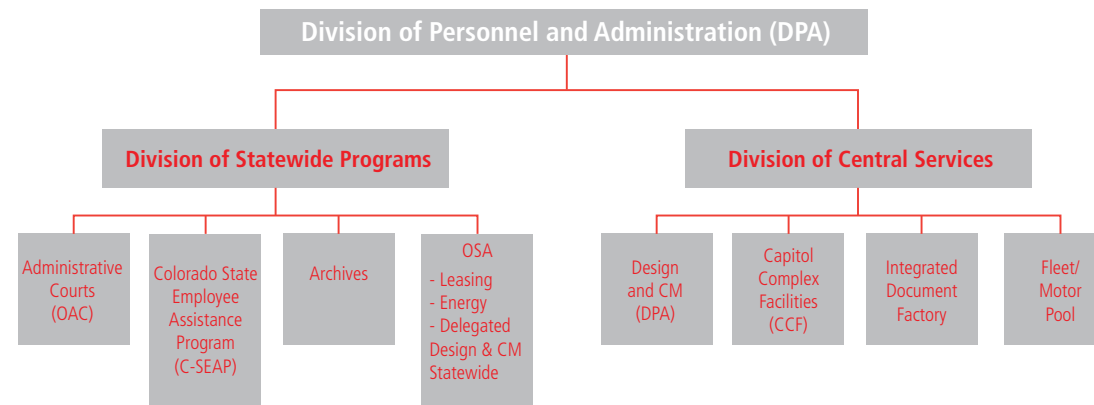 Division of Personnel and Administration (DPA)
Division of Statewide Programs
Division of Central Services
Administrative
Courts
(OAC)
Colorado State
Employee
Assistance
Program
(C-SEAP)
Archives
OSA
- Leasing
- Energy
- Delegated
Design & CM
Statewide
Design
and CM
(DPA)
Capitol
Complex
Facilities
(CCF)
Integrated
Document
Factory
Fleet/
Motor
Pool